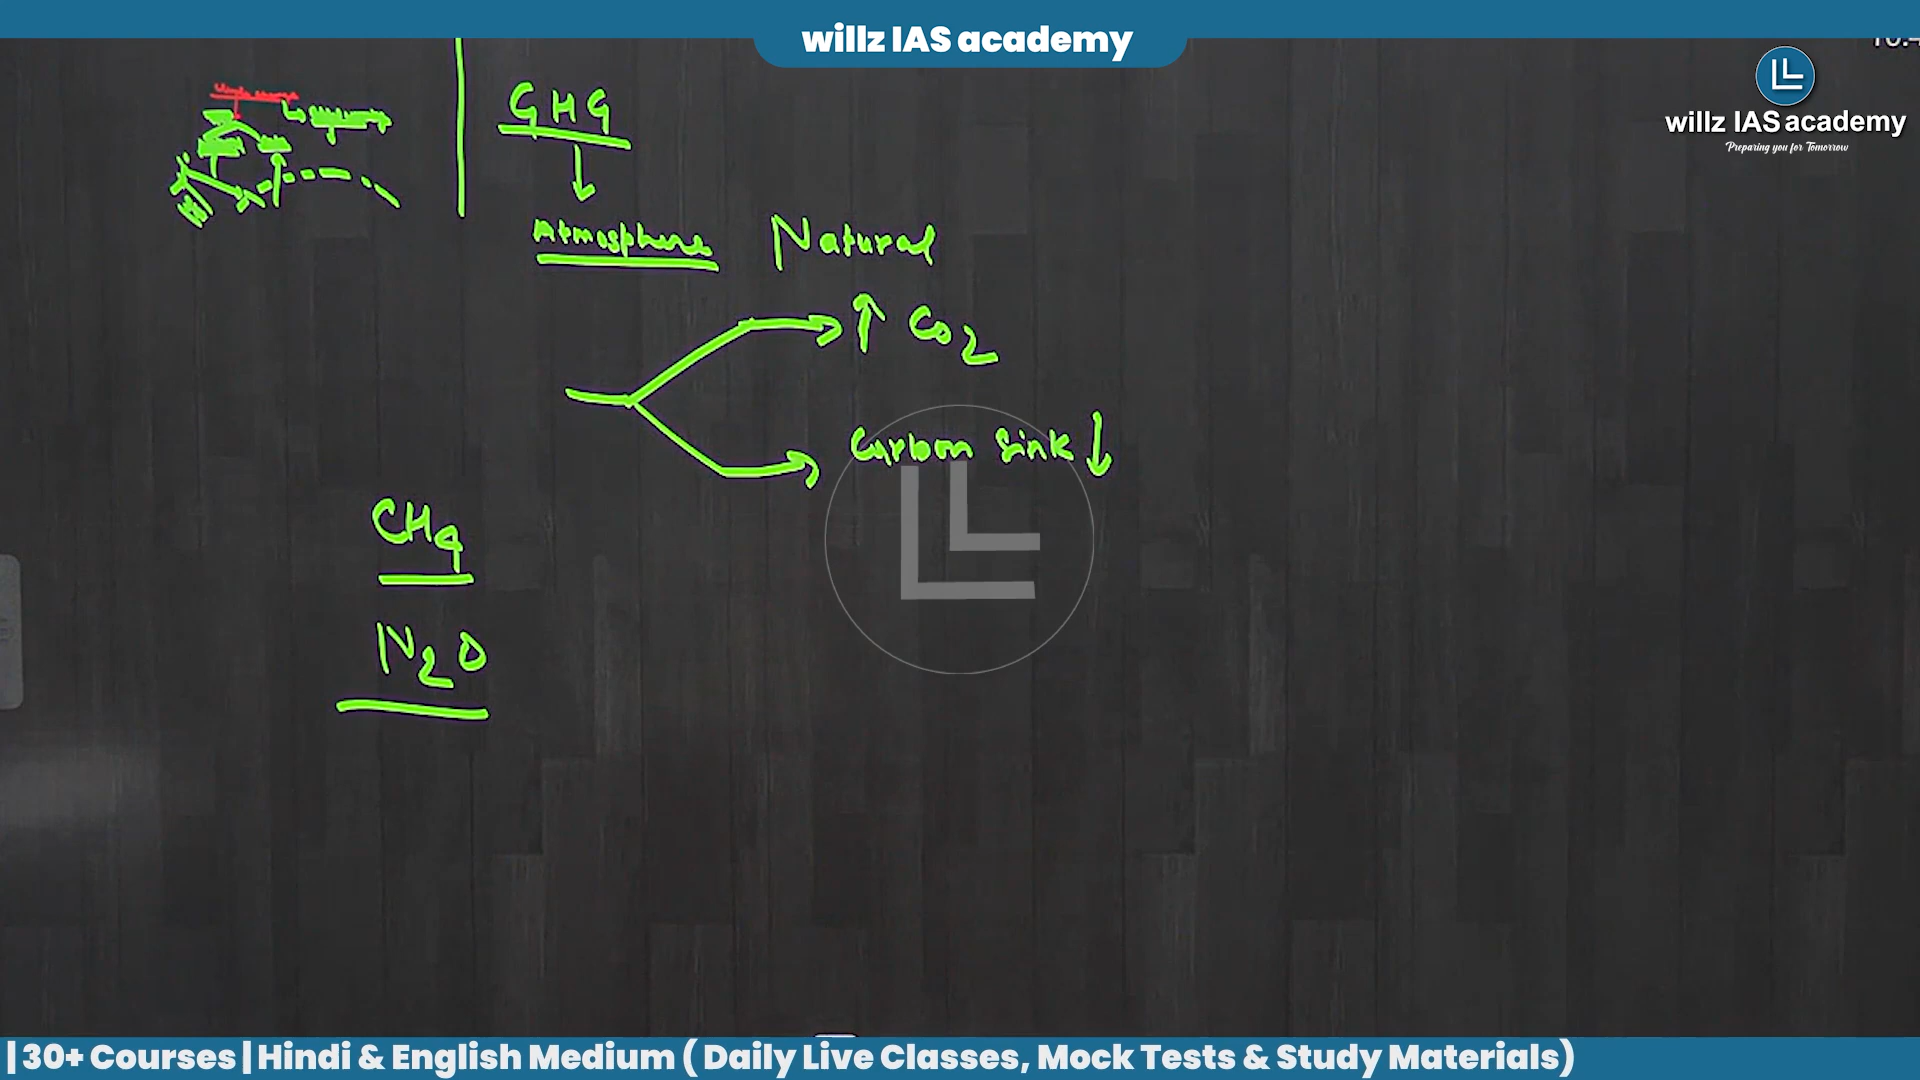 willz IAS academy
willz IAS academy
Preparing you for Tomorrow
GHG
Atmosphere Natural
↑ CO2
Carbon Sink ↓
CH4
N2O
|30+ Courses|Hindi & English Medium ( Daily Live Classes, Mock Tests & Study Materials)